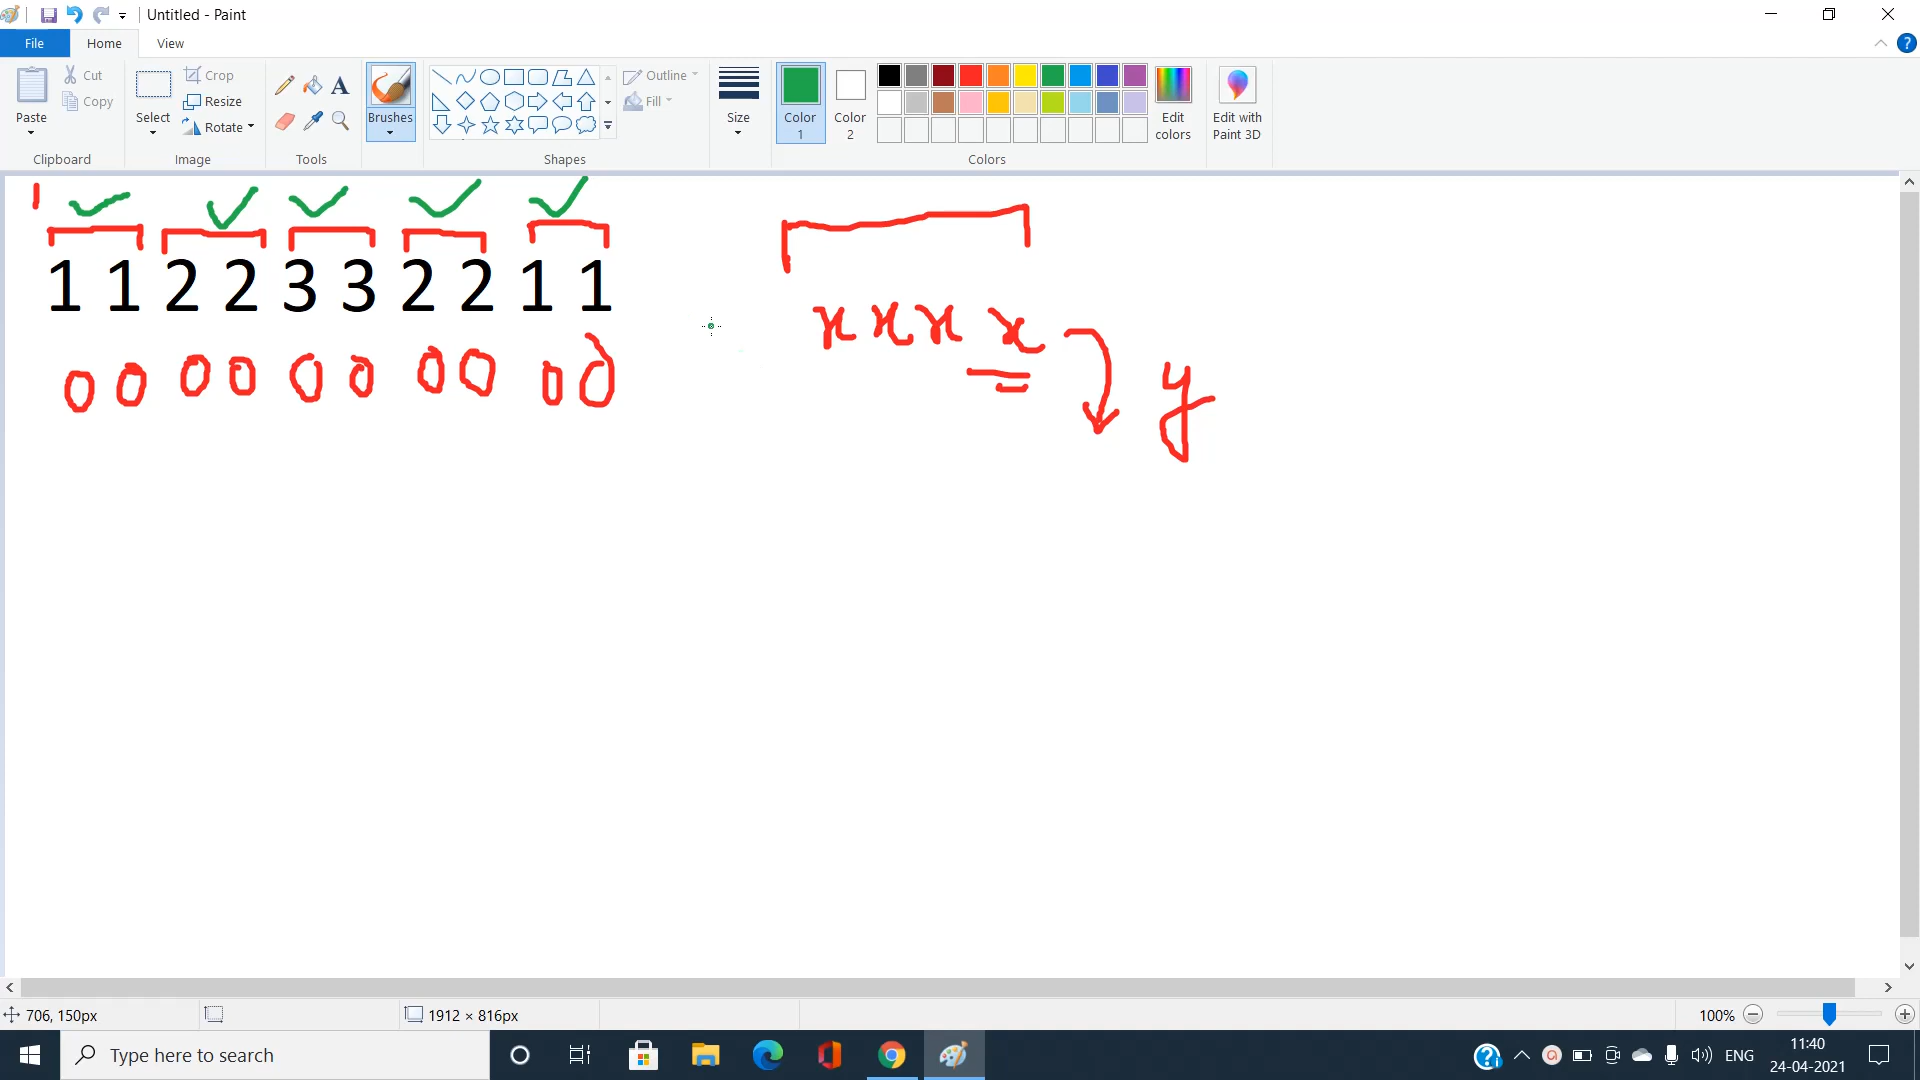 Untitled - Paint
File Home View
Paste
Cut
Copy
Clipboard
Select
Crop
Resize
Rotate
Image
Tools
Brushes
Shapes
Outline
Fill
Size
Color 1
Color 2
Edit colors
Edit with Paint 3D
Colors
1
1 1 2 2 3 3 2 2 1 1
0 0 0 0 0 0 0 0 0 0
x x x x
y
706, 150px
1912 × 816px
100%
Type here to search
ENG
11:40
24-04-2021